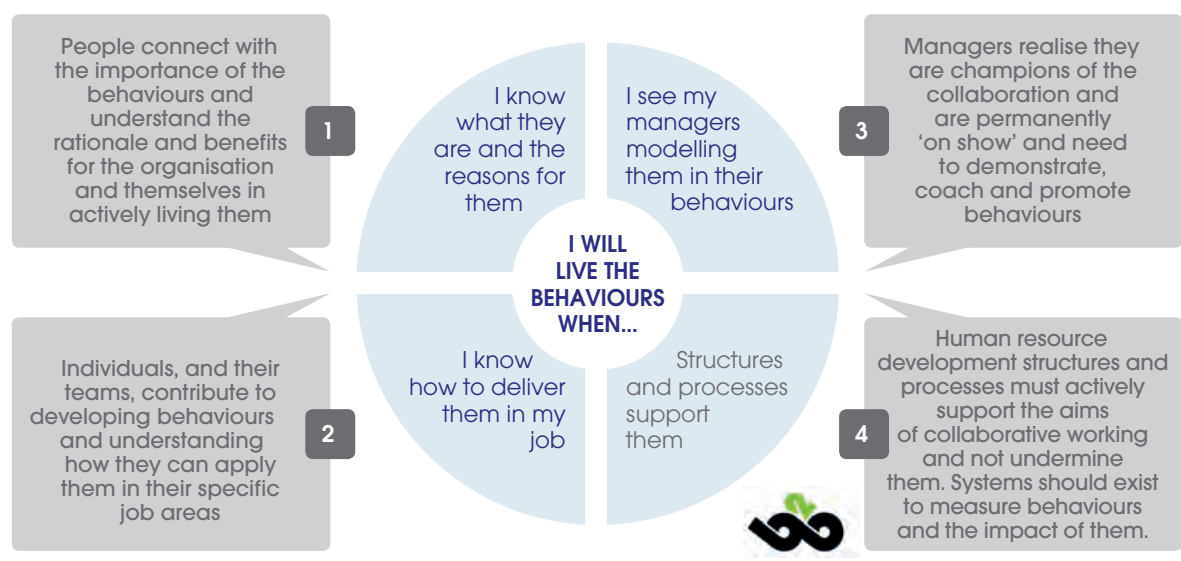 People connect with
the importance of the
behaviours and
understand the
rationale and benefits
for the organisation
and themselves in
actively living them
1
I know
what they
are and the
reasons for
them
I see my
managers
modelling
them in their
behaviours
3
Managers realise they
are champions of the
collaboration and
are permanently
‘on show’ and need
to demonstrate,
coach and promote
behaviours
I WILL
LIVE THE
BEHAVIOURS
WHEN...
Individuals, and their
teams, contribute to
developing behaviours
and understanding
how they can apply
them in their specific
job areas
2
I know
how to deliver
them in my
job
Structures
and processes
support
them
4
Human resource
development structures and
processes must actively
support the aims
of collaborative working
and not undermine
them. Systems should exist
to measure behaviours
and the impact of them.